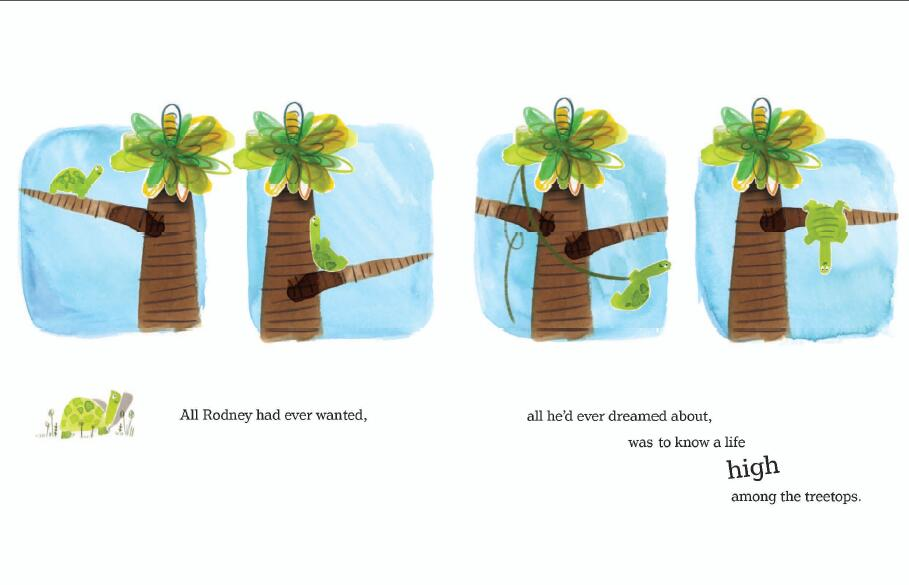 All Rodney had ever wanted,
all he'd ever dreamed about,
was to know a life
high
among the treetops.